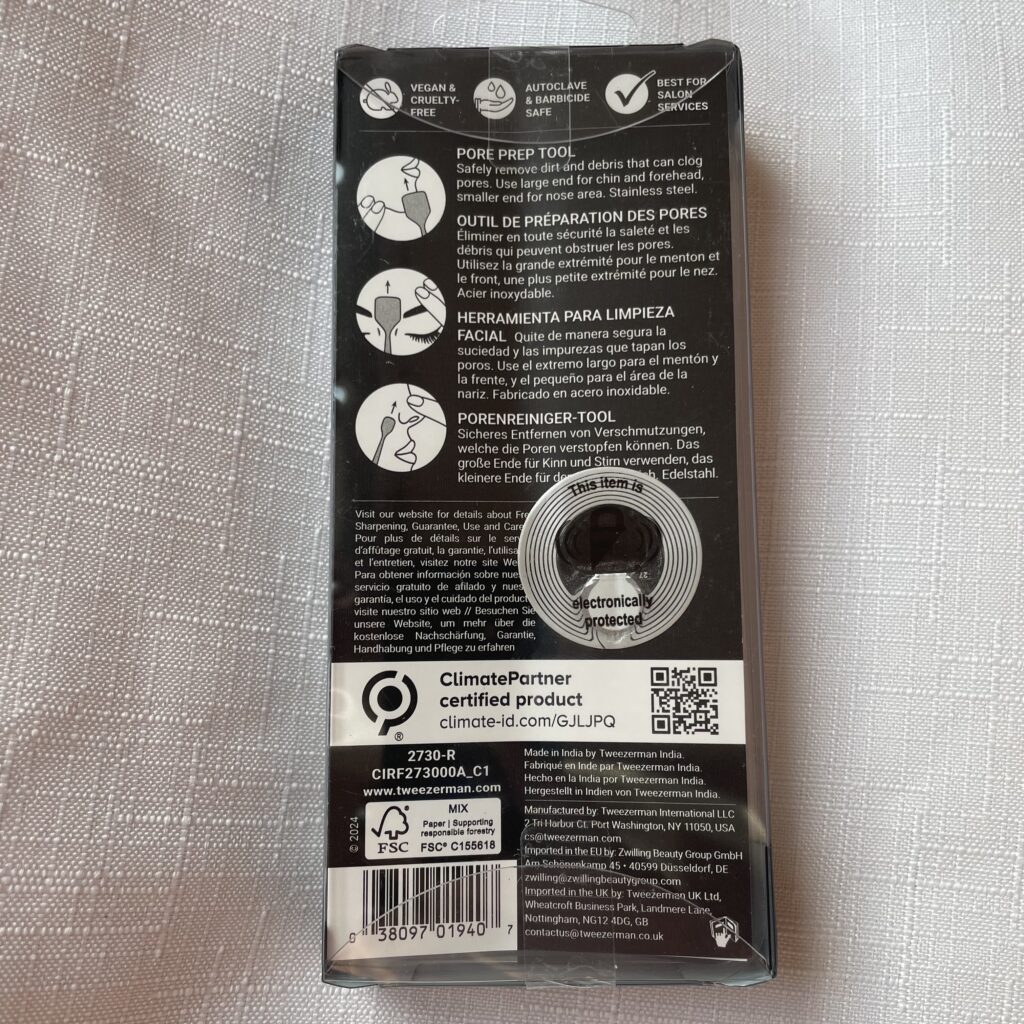 VEGAN &
CRUELTY-
FREE
AUTOCLAVE
& BARBICIDE
SAFE
BEST FOR
SALON
SERVICES
PORE PREP TOOL
Safely remove dirt and debris that can clog
pores. Use large end for chin and forehead,
smaller end for nose area. Stainless steel.
OUTIL DE PRÉPARATION DES PORES
Éliminer en toute sécurité la saleté et les
débris qui peuvent obstruer les pores.
Utilisez la grande extrémité pour le menton et
le front, une plus petite extrémité pour le nez.
Acier inoxydable.
HERRAMIENTA PARA LIMPIEZA
FACIAL Quite de manera segura la
suciedad y las impurezas que tapan los
poros. Use el extremo largo para el mentón y
la frente, y el pequeño para el área de la
nariz. Fabricado en acero inoxidable.
PORENREINIGER-TOOL
Sicheres Entfernen von Verschmutzungen,
welche die Poren verstopfen können. Das
große Ende für Kinn und Stirn verwenden, das
kleinere Ende für Edelstahl.
This item is
electronically
protected
Visit our website for details about
Sharpening, Guarantee, Use and Care
Pour plus de détails sur le
d'affûtage gratuit, la garantie,
et l'entretien, visitez notre site
Para obtener información sobre
servicio gratuito de afilado y
garantía, el uso y el cuidado del
visite nuestro sitio web // Besuchen Sie
unsere Website, um mehr über die
kostenlose Nachschärfung, Garantie,
Handhabung und Pflege zu erfahren
ClimatePartner
certified product
climate-id.com/GJLJPQ
®
2730-R
CIRF273000A_C1
www.tweezerman.com
© 2024
FSC
MIX
Paper | Supporting
responsible forestry
FSC® C155618
0 38097 01940 7
Made in India by Tweezerman India.
Fabriqué en Inde par Tweezerman India.
Hecho en la India por Tweezerman India.
Hergestellt in Indien von Tweezerman India.
Manufactured by: Tweezerman International LLC
2 Tri Harbor Ct. Port Washington, NY 11050, USA
cs@tweezerman.com
Imported in the EU by: Zwilling Beauty Group GmbH
Am Schönenkamp 45 • 40599 Düsseldorf, DE
zwilling@zwillingbeautygroup.com
Imported in the UK by: Tweezerman UK Ltd,
Wheatcroft Business Park, Landmere Lane,
Nottingham, NG12 4DG, GB
contactus@tweezerman.co.uk